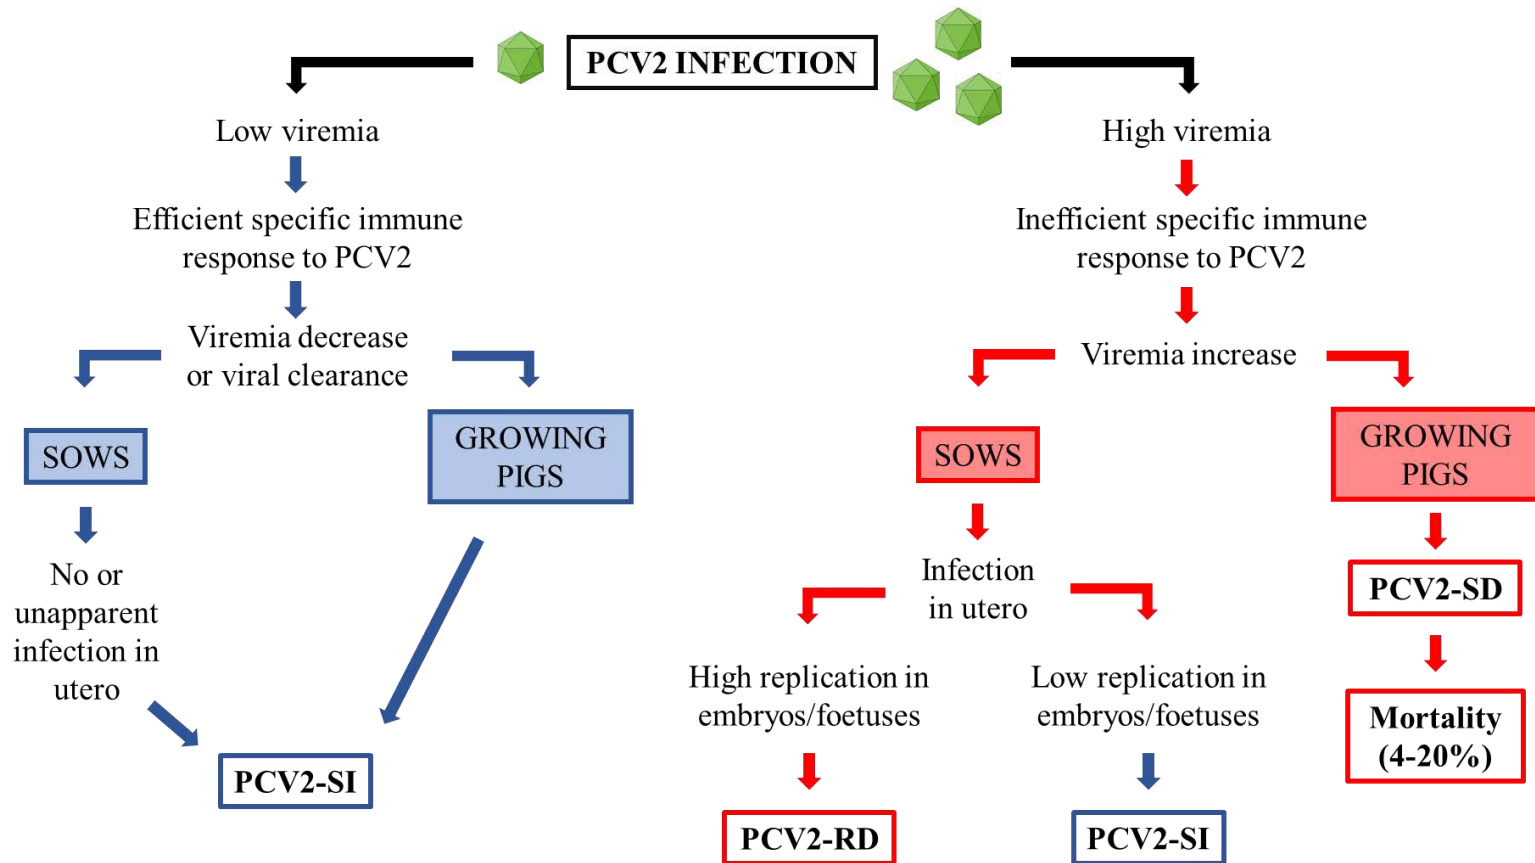 PCV2 INFECTION
Low viremia
Efficient specific immune
response to PCV2
Viremia decrease
or viral clearance
SOWS
GROWING
PIGS
No or
unapparent
infection in
utero
PCV2-SI
High viremia
Inefficient specific immune
response to PCV2
Viremia increase
SOWS
GROWING
PIGS
Infection
in utero
PCV2-SD
High replication in
embryos/foetuses
Low replication in
embryos/foetuses
Mortality
(4-20%)
PCV2-RD
PCV2-SI